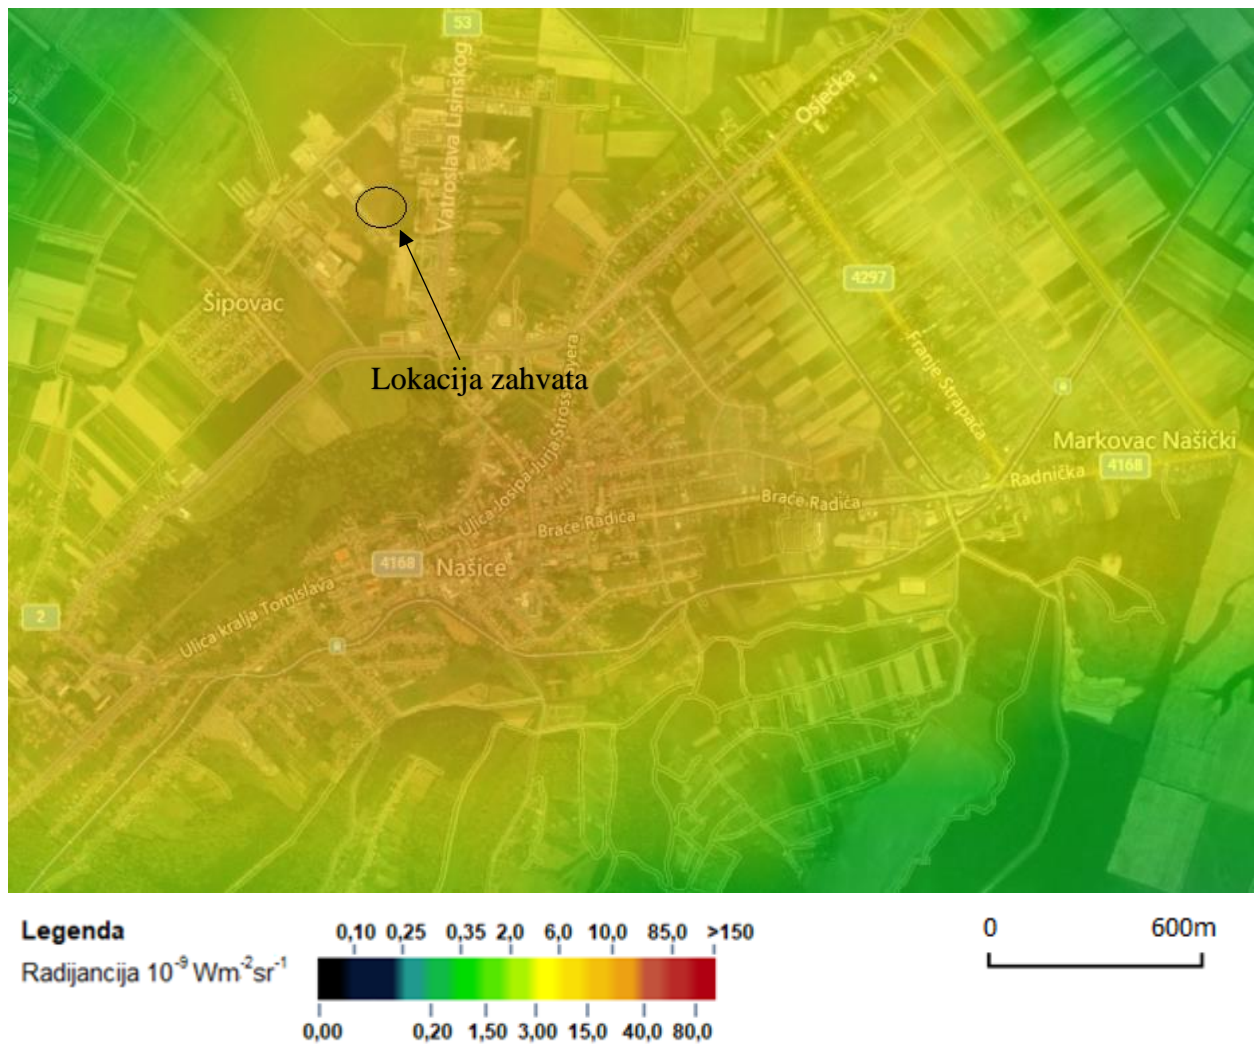 53
Vatroslava Lisinskog
Osječka
4297
Šipovac
Franje Strapača
Lokacija zahvata
6
Ulica Josipa Jurja Strossmayera
Markovac Našički
4168
Radnička
Braće Radića
Braće Radića
4168
Našice
2
Ulica kralja Tomislava
Legenda
0,10 0,25 0,35 2,0 6,0 10,0 85,0 >150
Radijancija 10⁻⁹ Wm⁻²sr⁻¹
0,00 0,20 1,50 3,00 15,0 40,0 80,0
0 600m